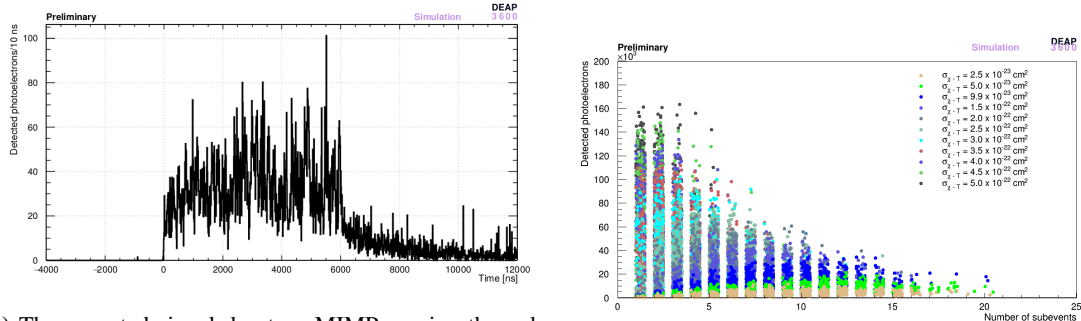 Preliminary
Simulation
DEAP
3600
Detected photoelectrons/10 ns
100
80
60
40
20
0
−4000 −2000 0 2000 4000 6000 8000 10000 12000
Time [ns]
Preliminary
Simulation
DEAP
3600
×10³
Detected photoelectrons
200
180
160
140
120
100
80
60
40
20
0
σχ - T = 2.5 x 10⁻²³ cm²
σχ - T = 5.0 x 10⁻²³ cm²
σχ - T = 9.9 x 10⁻²³ cm²
σχ - T = 1.5 x 10⁻²² cm²
σχ - T = 2.0 x 10⁻²² cm²
σχ - T = 2.5 x 10⁻²² cm²
σχ - T = 3.0 x 10⁻²² cm²
σχ - T = 3.5 x 10⁻²² cm²
σχ - T = 4.0 x 10⁻²² cm²
σχ - T = 4.5 x 10⁻²² cm²
σχ - T = 5.0 x 10⁻²² cm²
0 5 10 15 20 25
Number of subevents